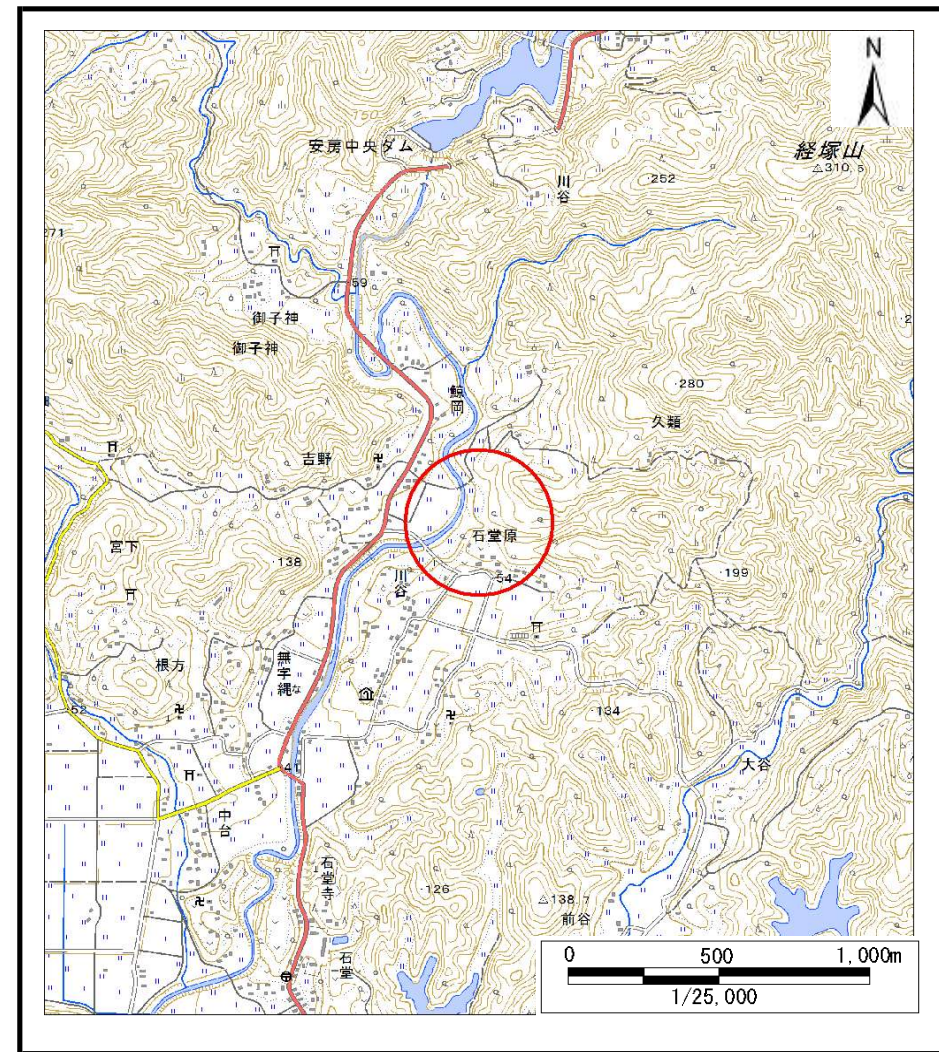 N
安房中央ダム
経塚山
△310.5
川谷
・252
271
59
御子神
御子神
鯨岡
・280
久類
吉野
石堂原
宮下
・138
54
・199
川谷
根方
無字縄な
52
・134
41
大谷
中台
石堂寺
・126
△138.7
前谷
石堂
0 500 1,000m
1/25,000